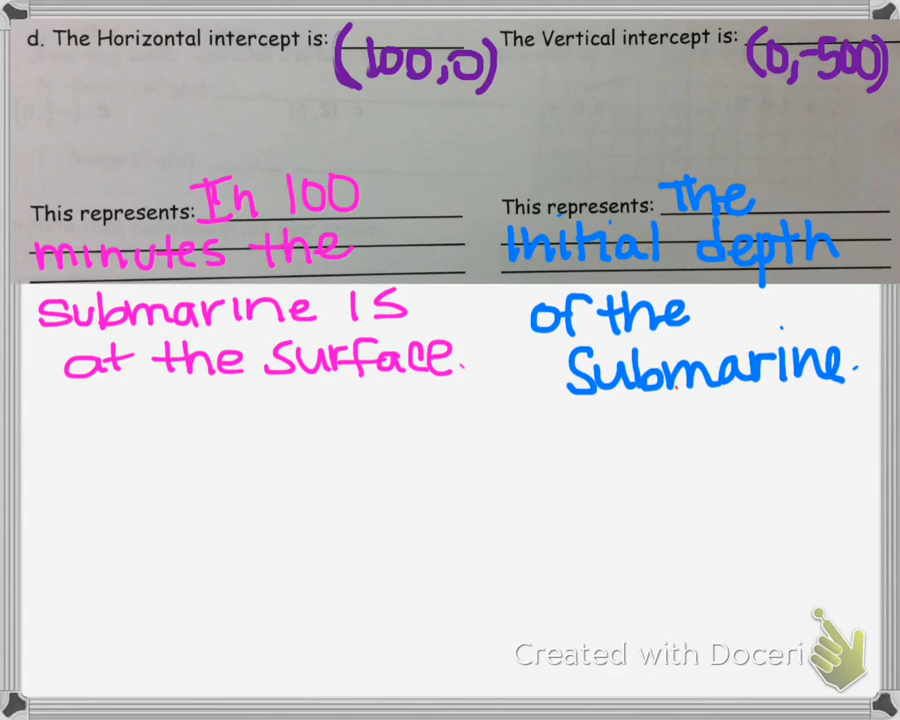 d. The Horizontal intercept is: (100,0) The Vertical intercept is: (0,-500)
This represents: In 100
minutes the
submarine is
at the surface.
This represents: The
Initial depth
of the
Submarine.
Created with Doceri